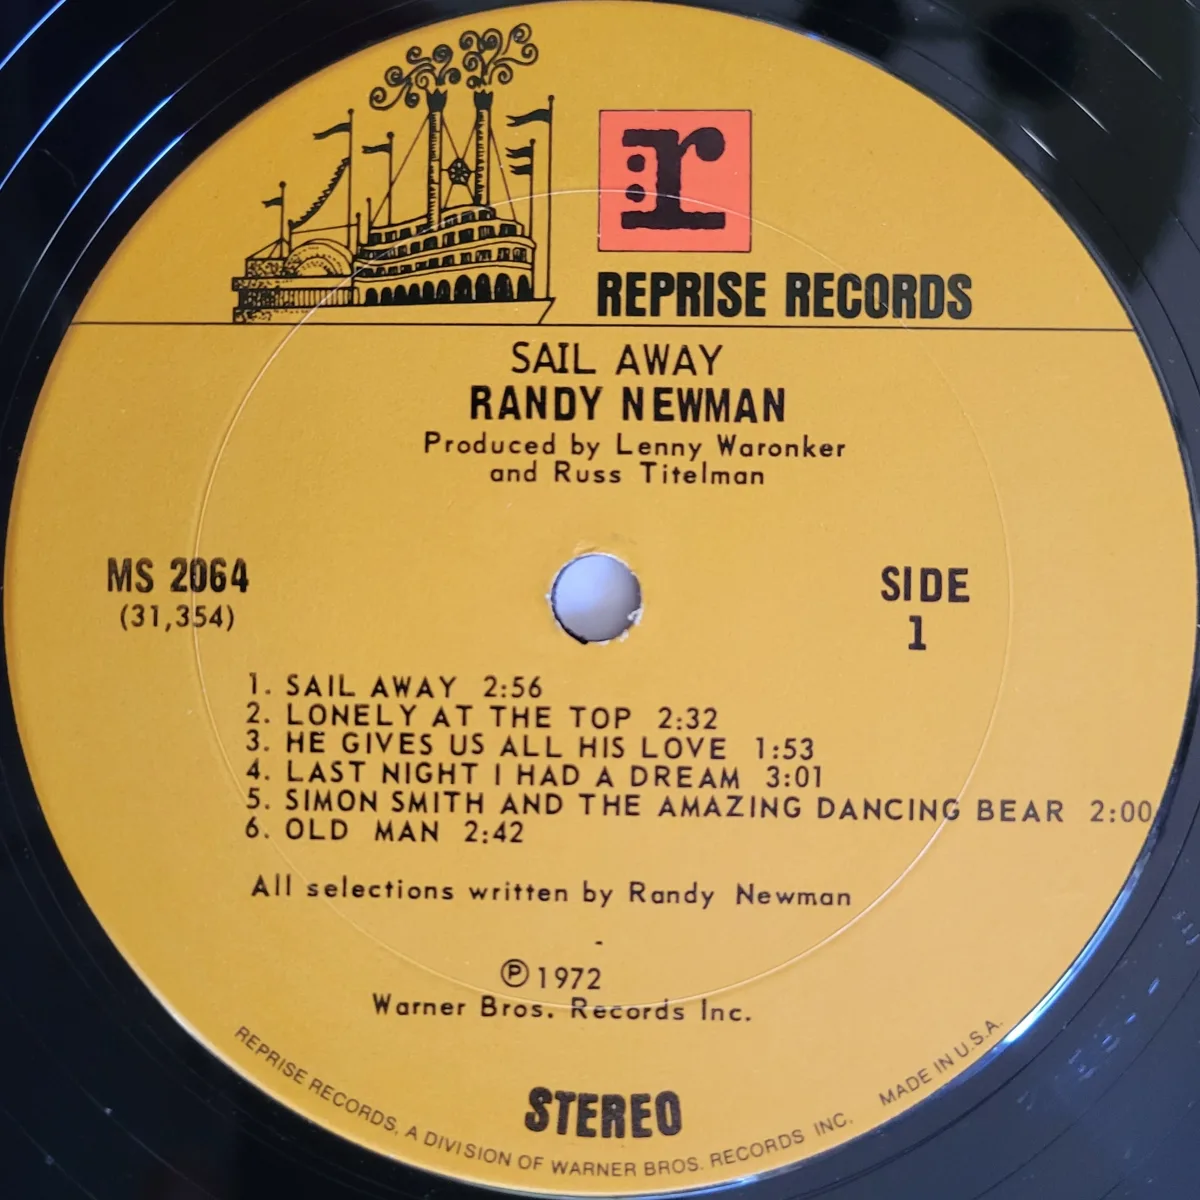 r
REPRISE RECORDS
SAIL AWAY
RANDY NEWMAN
Produced by Lenny Waronker
and Russ Titelman
MS 2064
(31,354)
SIDE
1
1. SAIL AWAY 2:56
2. LONELY AT THE TOP 2:32
3. HE GIVES US ALL HIS LOVE 1:53
4. LAST NIGHT I HAD A DREAM 3:01
5. SIMON SMITH AND THE AMAZING DANCING BEAR 2:00
6. OLD MAN 2:42
All selections written by Randy Newman
℗ 1972
Warner Bros. Records Inc.
STEREO
REPRISE RECORDS, A DIVISION OF WARNER BROS. RECORDS INC. MADE IN U.S.A.